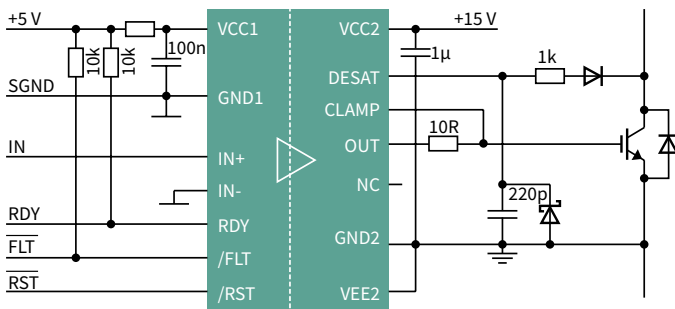 +5 V
SGND
IN
RDY
FLT
RST
10k
10k
100n
VCC1
GND1
IN+
IN-
RDY
/FLT
/RST
VCC2
DESAT
CLAMP
OUT
NC
GND2
VEE2
+15 V
1µ
1k
10R
220p